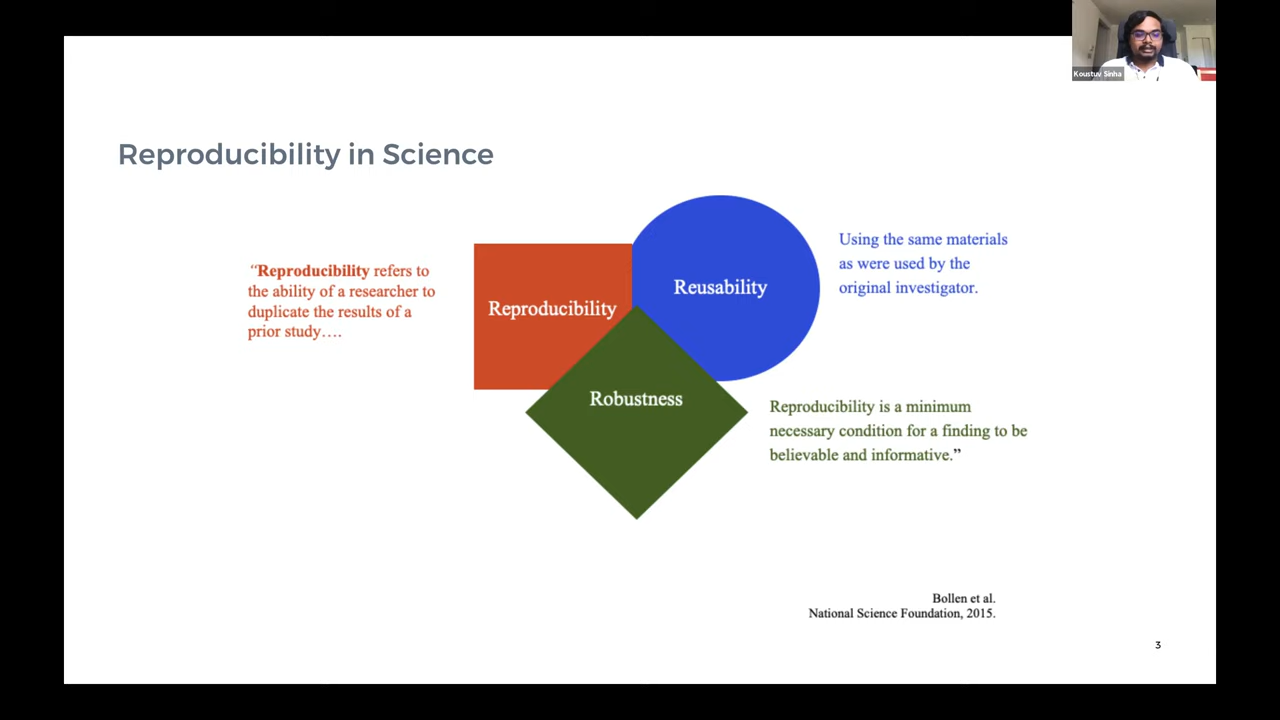 Koustuv Sinha
Reproducibility in Science
“Reproducibility refers to
the ability of a researcher to
duplicate the results of a
prior study….
Reproducibility
Reusability
Using the same materials
as were used by the
original investigator.
Robustness
Reproducibility is a minimum
necessary condition for a finding to be
believable and informative.”
Bollen et al.
National Science Foundation, 2015.
3